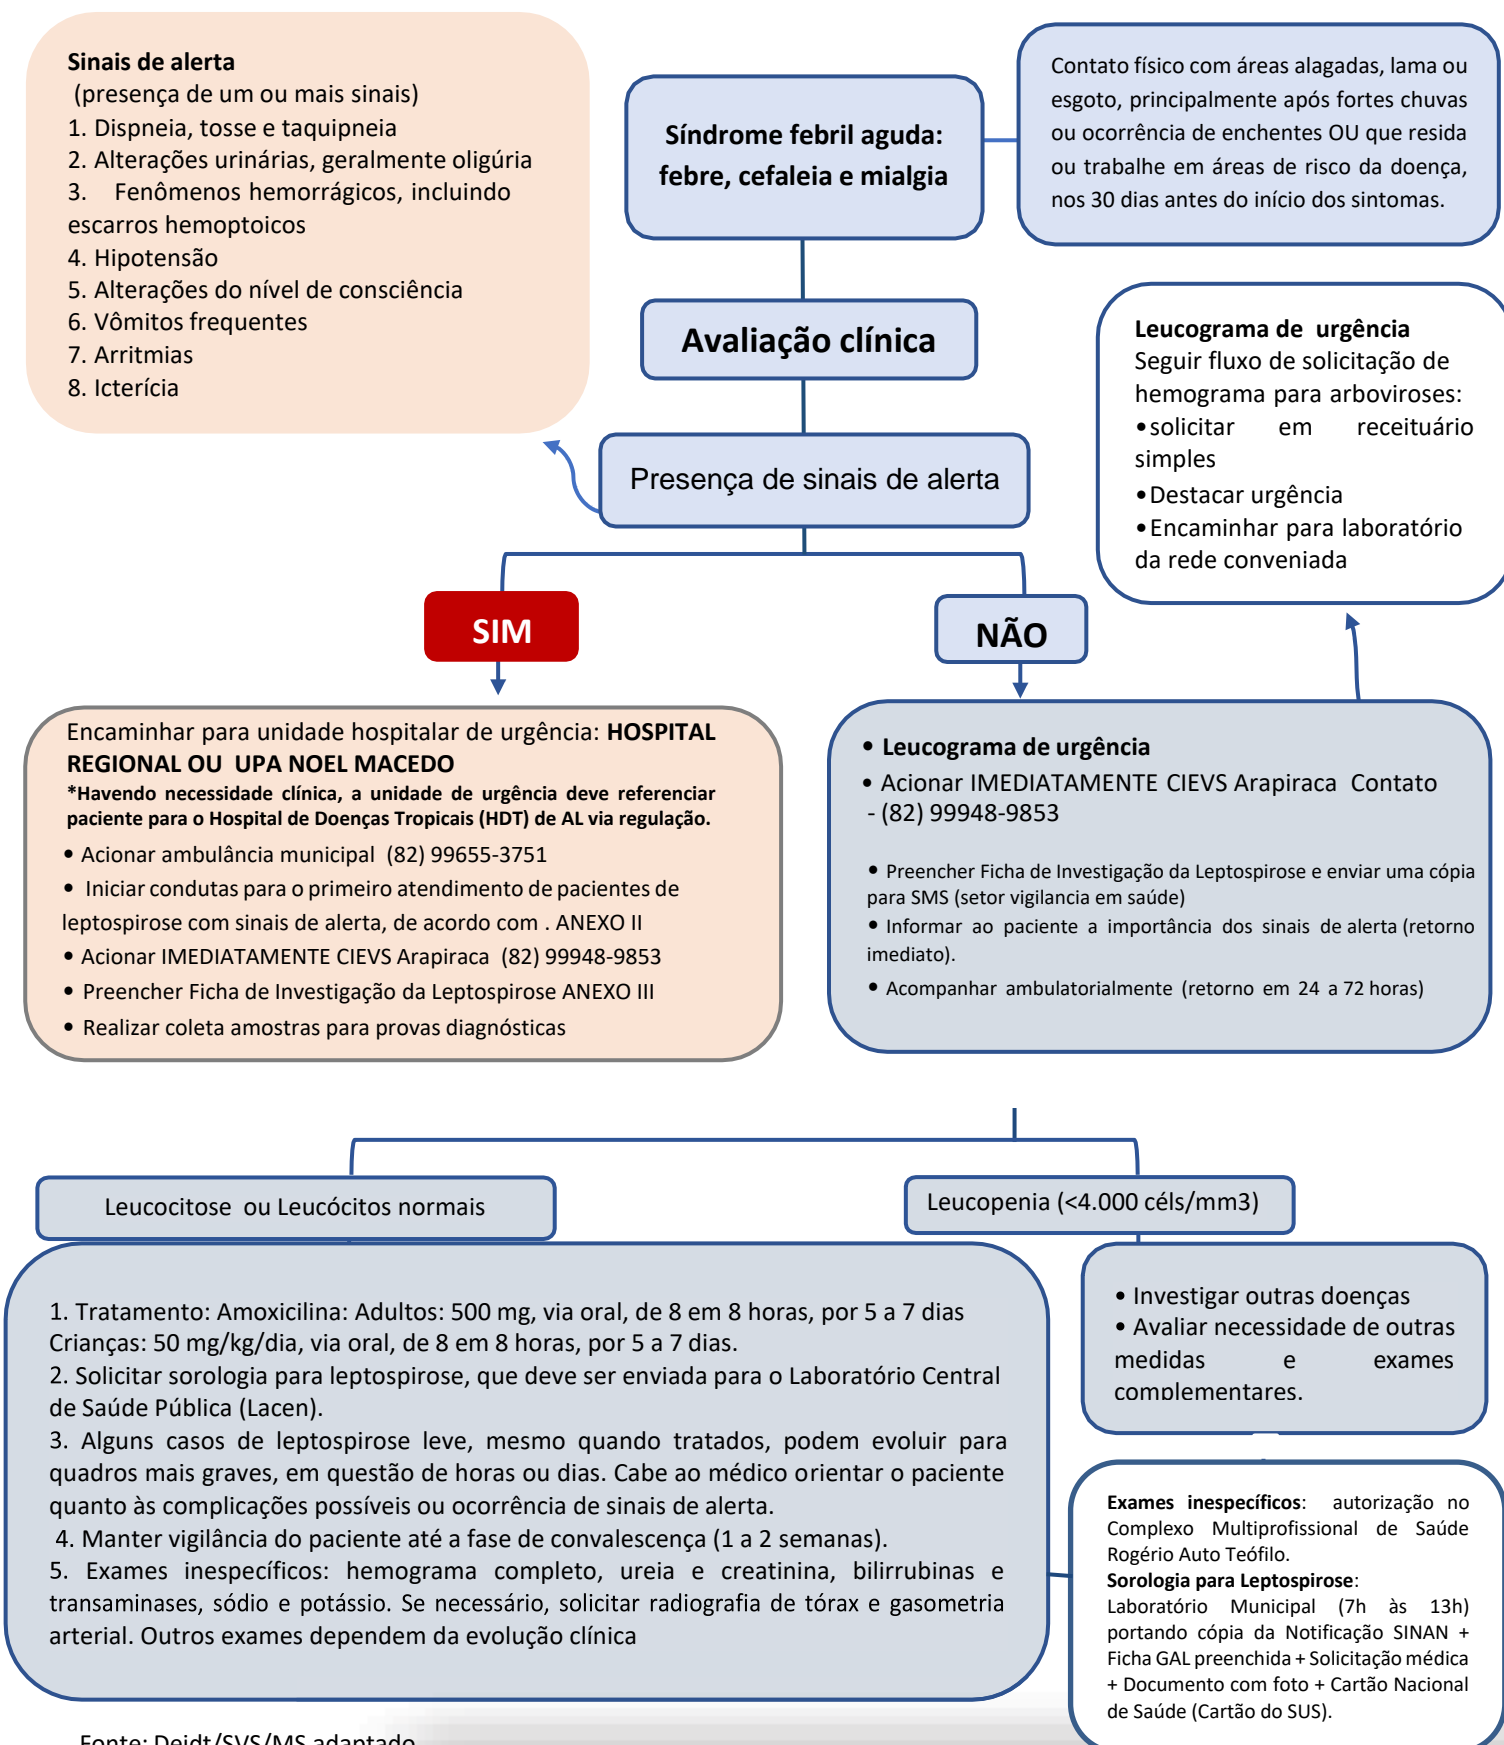 Sinais de alerta
(presença de um ou mais sinais)
1. Dispneia, tosse e taquipneia
2. Alterações urinárias, geralmente oligúria
3. Fenômenos hemorrágicos, incluindo
escarros hemoptoicos
4. Hipotensão
5. Alterações do nível de consciência
6. Vômitos frequentes
7. Arritmias
8. Icterícia
Síndrome febril aguda:
febre, cefaleia e mialgia
Contato físico com áreas alagadas, lama ou
esgoto, principalmente após fortes chuvas
ou ocorrência de enchentes OU que resida
ou trabalhe em áreas de risco da doença,
nos 30 dias antes do início dos sintomas.
Avaliação clínica
Presença de sinais de alerta
Leucograma de urgência
Seguir fluxo de solicitação de
hemograma para arboviroses:
•solicitar em receituário
simples
•Destacar urgência
•Encaminhar para laboratório
da rede conveniada
SIM
NÃO
Encaminhar para unidade hospitalar de urgência: HOSPITAL
REGIONAL OU UPA NOEL MACEDO
*Havendo necessidade clínica, a unidade de urgência deve referenciar
paciente para o Hospital de Doenças Tropicais (HDT) de AL via regulação.
• Acionar ambulância municipal (82) 99655-3751
• Iniciar condutas para o primeiro atendimento de pacientes de
leptospirose com sinais de alerta, de acordo com . ANEXO II
• Acionar IMEDIATAMENTE CIEVS Arapiraca (82) 99948-9853
• Preencher Ficha de Investigação da Leptospirose ANEXO III
• Realizar coleta amostras para provas diagnósticas
• Leucograma de urgência
• Acionar IMEDIATAMENTE CIEVS Arapiraca Contato
- (82) 99948-9853
• Preencher Ficha de Investigação da Leptospirose e enviar uma cópia
para SMS (setor vigilancia em saúde)
• Informar ao paciente a importância dos sinais de alerta (retorno
imediato).
• Acompanhar ambulatorialmente (retorno em 24 a 72 horas)
Leucocitose ou Leucócitos normais
Leucopenia (<4.000 céls/mm3)
1. Tratamento: Amoxicilina: Adultos: 500 mg, via oral, de 8 em 8 horas, por 5 a 7 dias
Crianças: 50 mg/kg/dia, via oral, de 8 em 8 horas, por 5 a 7 dias.
2. Solicitar sorologia para leptospirose, que deve ser enviada para o Laboratório Central
de Saúde Pública (Lacen).
3. Alguns casos de leptospirose leve, mesmo quando tratados, podem evoluir para
quadros mais graves, em questão de horas ou dias. Cabe ao médico orientar o paciente
quanto às complicações possíveis ou ocorrência de sinais de alerta.
4. Manter vigilância do paciente até a fase de convalescença (1 a 2 semanas).
5. Exames inespecíficos: hemograma completo, ureia e creatinina, bilirrubinas e
transaminases, sódio e potássio. Se necessário, solicitar radiografia de tórax e gasometria
arterial. Outros exames dependem da evolução clínica
• Investigar outras doenças
• Avaliar necessidade de outras
medidas e exames
complementares.
Exames inespecíficos: autorização no
Complexo Multiprofissional de Saúde
Rogério Auto Teófilo.
Sorologia para Leptospirose:
Laboratório Municipal (7h às 13h)
portando cópia da Notificação SINAN +
Ficha GAL preenchida + Solicitação médica
+ Documento com foto + Cartão Nacional
de Saúde (Cartão do SUS).
Fonte: Deidt/SVS/MS adaptado